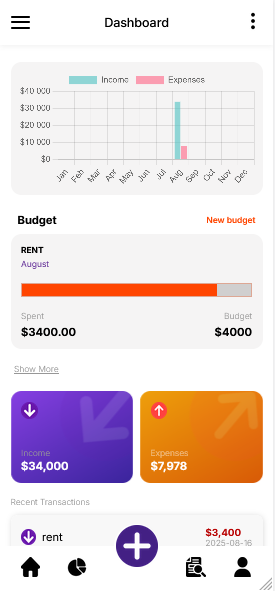 Dashboard
Income Expenses
$40 000
$30 000
$20 000
$10 000
$0
Jan Feb Mar Apr May Jun Jul Aug Sep Oct Nov Dec
Budget New budget
RENT
August
Spent Budget
$3400.00 $4000
Show More
Income Expenses
$34,000 $7,978
Recent Transactions
rent $3,400
2025-08-16